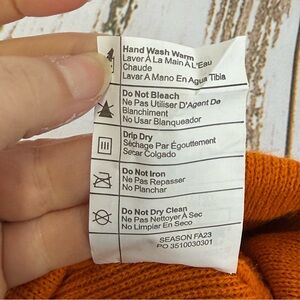 Hand Wash Warm
Laver À La Main À L'Eau
Chaude
Lavar A Mano En Agua Tibia
Do Not Bleach
Ne Pas Utiliser D'Agent De
Blanchiment
No Usar Blanqueador
Drip Dry
Séchage Par Égouttement
Secar Colgado
Do Not Iron
Ne Pas Repasser
No Planchar
Do Not Dry Clean
Ne Pas Nettoyer À Sec
No Limpiar En Seco
SEASON FA23
PO 3510030301